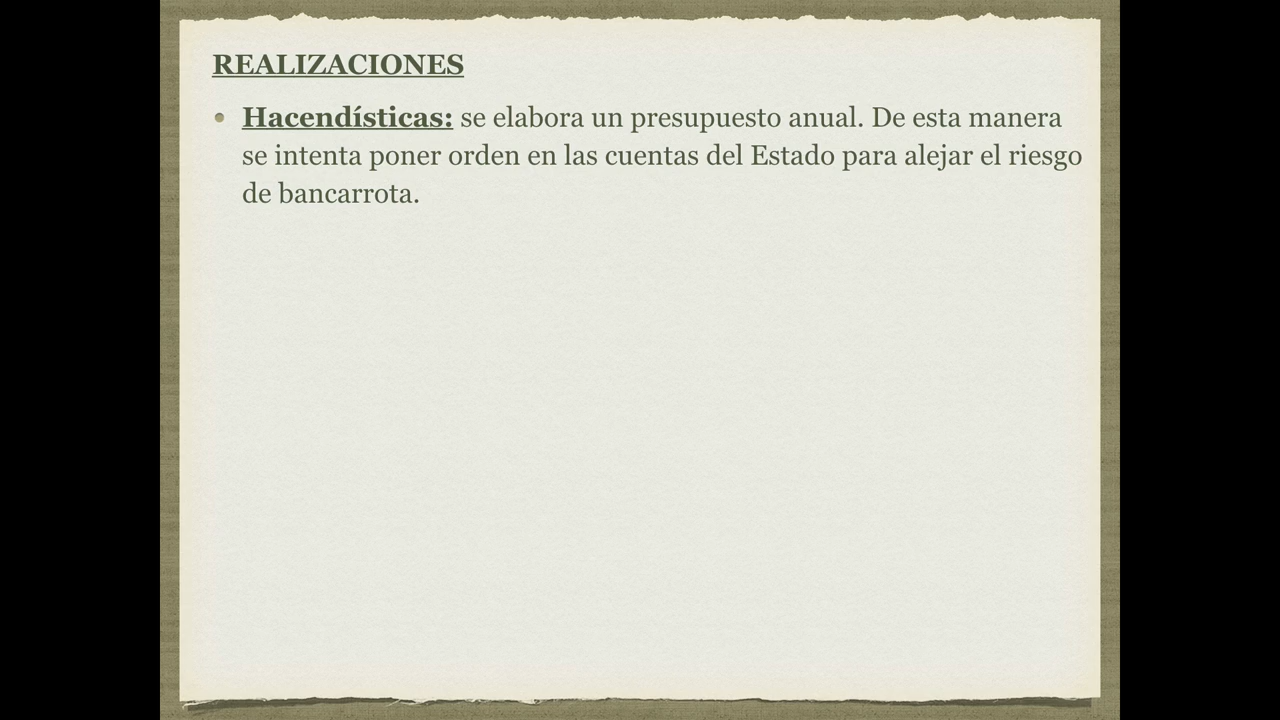 REALIZACIONES
• Hacendísticas: se elabora un presupuesto anual. De esta manera
se intenta poner orden en las cuentas del Estado para alejar el riesgo
de bancarrota.